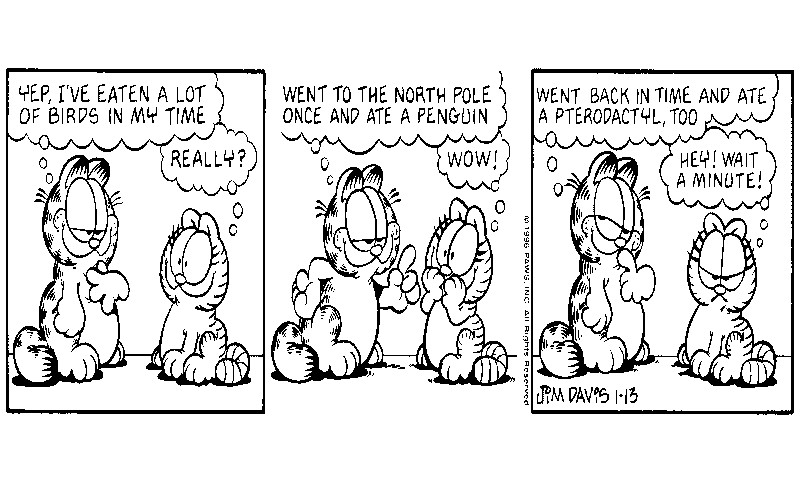 YEP, I'VE EATEN A LOT
OF BIRDS IN MY TIME
REALLY?
WENT TO THE NORTH POLE
ONCE AND ATE A PENGUIN
WOW!
© 1996 PAWS, INC. All Rights Reserved
WENT BACK IN TIME AND ATE
A PTERODACTYL, TOO
HEY! WAIT
A MINUTE!
JIM DAVIS 1-13